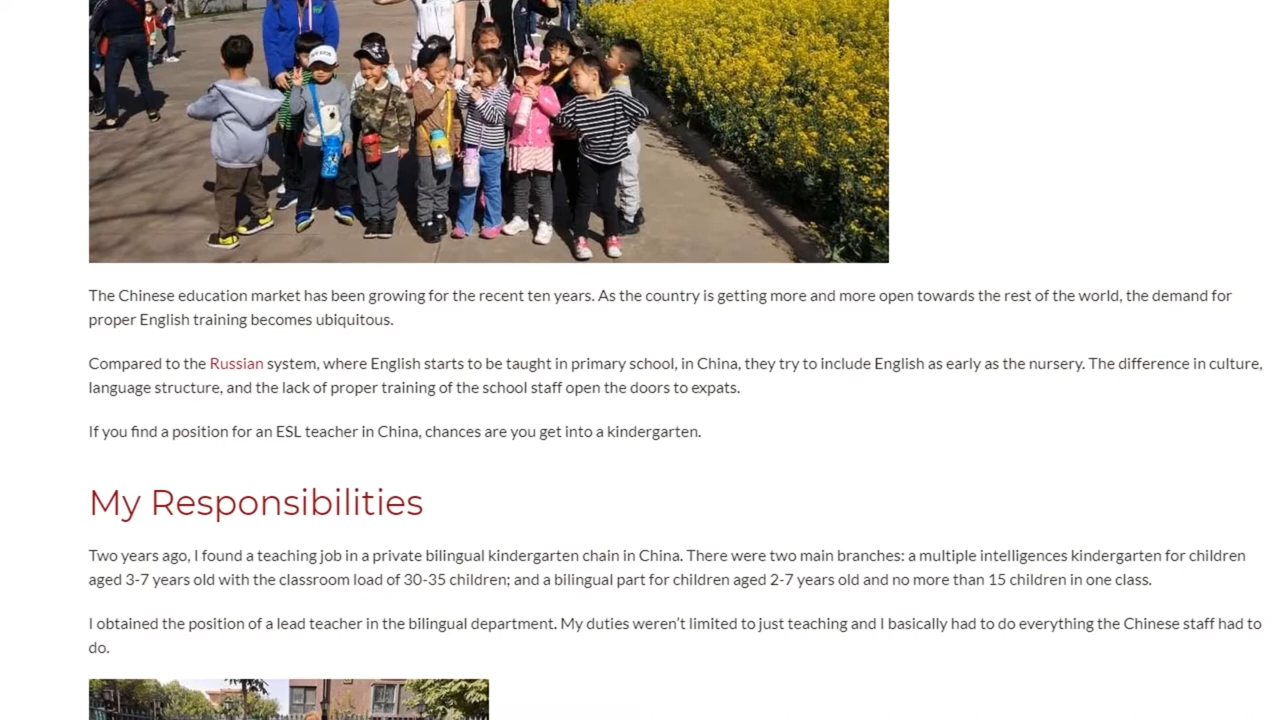 The Chinese education market has been growing for the recent ten years. As the country is getting more and more open towards the rest of the world, the demand for
proper English training becomes ubiquitous.
Compared to the Russian system, where English starts to be taught in primary school, in China, they try to include English as early as the nursery. The difference in culture,
language structure, and the lack of proper training of the school staff open the doors to expats.
If you find a position for an ESL teacher in China, chances are you get into a kindergarten.
My Responsibilities
Two years ago, I found a teaching job in a private bilingual kindergarten chain in China. There were two main branches: a multiple intelligences kindergarten for children
aged 3-7 years old with the classroom load of 30-35 children; and a bilingual part for children aged 2-7 years old and no more than 15 children in one class.
I obtained the position of a lead teacher in the bilingual department. My duties weren’t limited to just teaching and I basically had to do everything the Chinese staff had to
do.